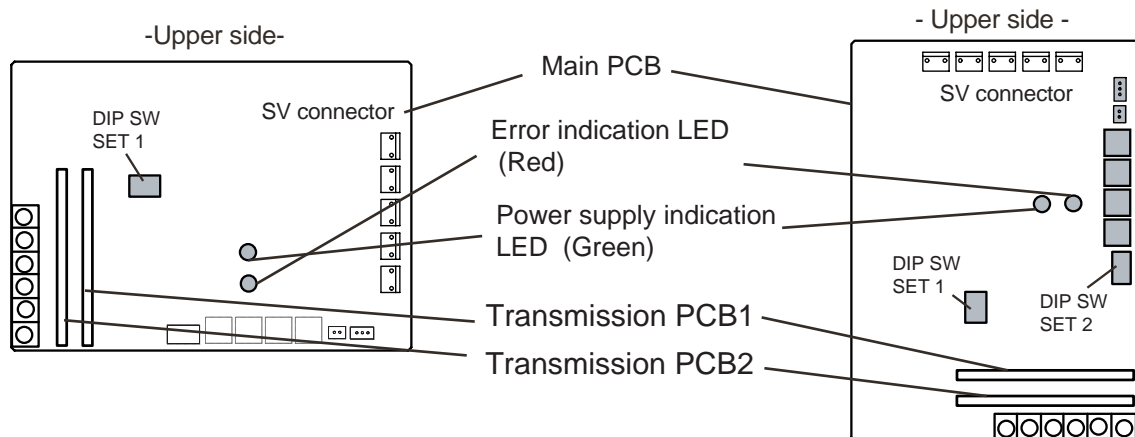 -Upper side-
DIP SW
SET 1
SV connector
Main PCB
Error indication LED
(Red)
Power supply indication
LED (Green)
Transmission PCB1
Transmission PCB2
- Upper side -
SV connector
DIP SW
SET 1
DIP SW
SET 2